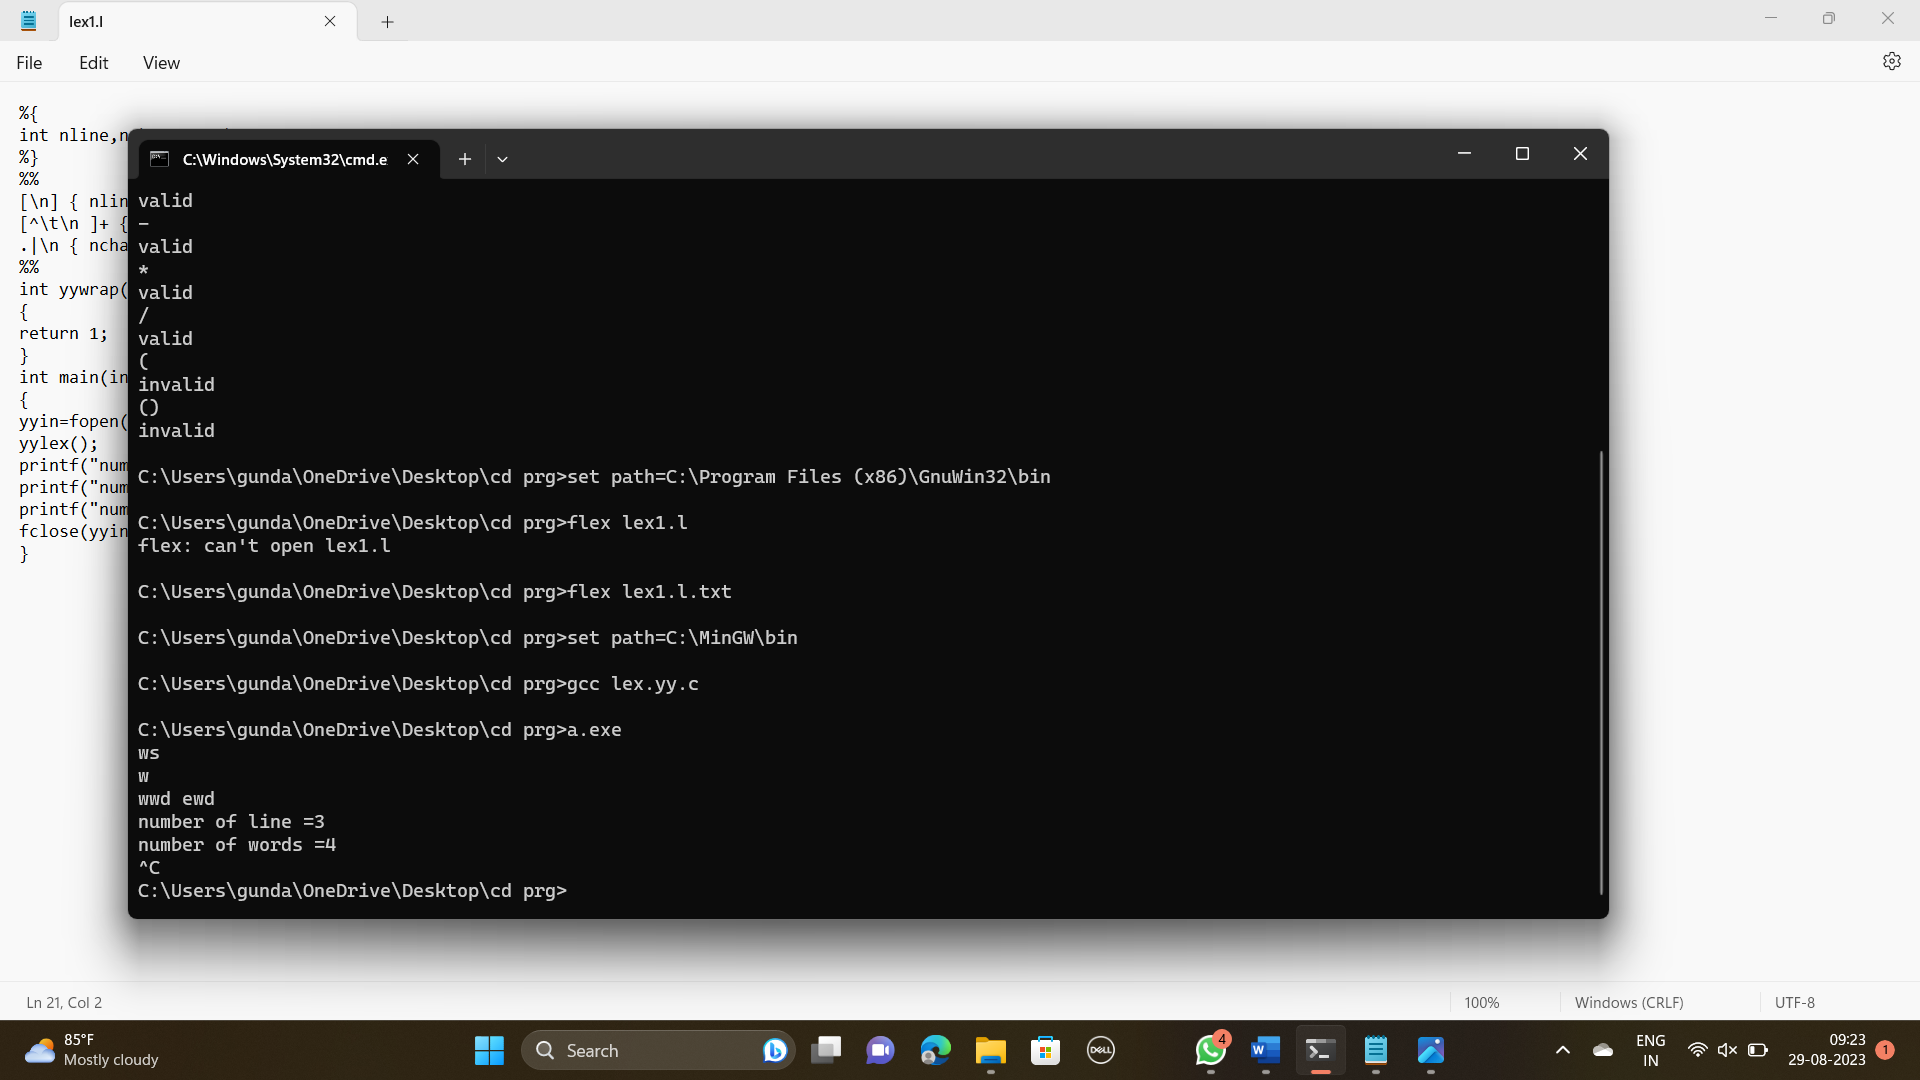 lex1.l
File Edit View
%{
int nline,n
%}
%%
[\n] { nlin
[^\t\n ]+ {
.|\n { ncha
%%
int yywrap(
{
return 1;
}
int main(in
{
yyin=fopen(
yylex();
printf("num
printf("num
printf("num
fclose(yyin
}
C:\Windows\System32\cmd.e
valid
-
valid
*
valid
/
valid
(
invalid
()
invalid
C:\Users\gunda\OneDrive\Desktop\cd prg>set path=C:\Program Files (x86)\GnuWin32\bin
C:\Users\gunda\OneDrive\Desktop\cd prg>flex lex1.l
flex: can't open lex1.l
C:\Users\gunda\OneDrive\Desktop\cd prg>flex lex1.l.txt
C:\Users\gunda\OneDrive\Desktop\cd prg>set path=C:\MinGW\bin
C:\Users\gunda\OneDrive\Desktop\cd prg>gcc lex.yy.c
C:\Users\gunda\OneDrive\Desktop\cd prg>a.exe
ws
w
wwd ewd
number of line =3
number of words =4
^C
C:\Users\gunda\OneDrive\Desktop\cd prg>
Ln 21, Col 2 100% Windows (CRLF) UTF-8
85°F
Mostly cloudy
Search
DELL
4
W
ENG
IN
09:23
29-08-2023
1